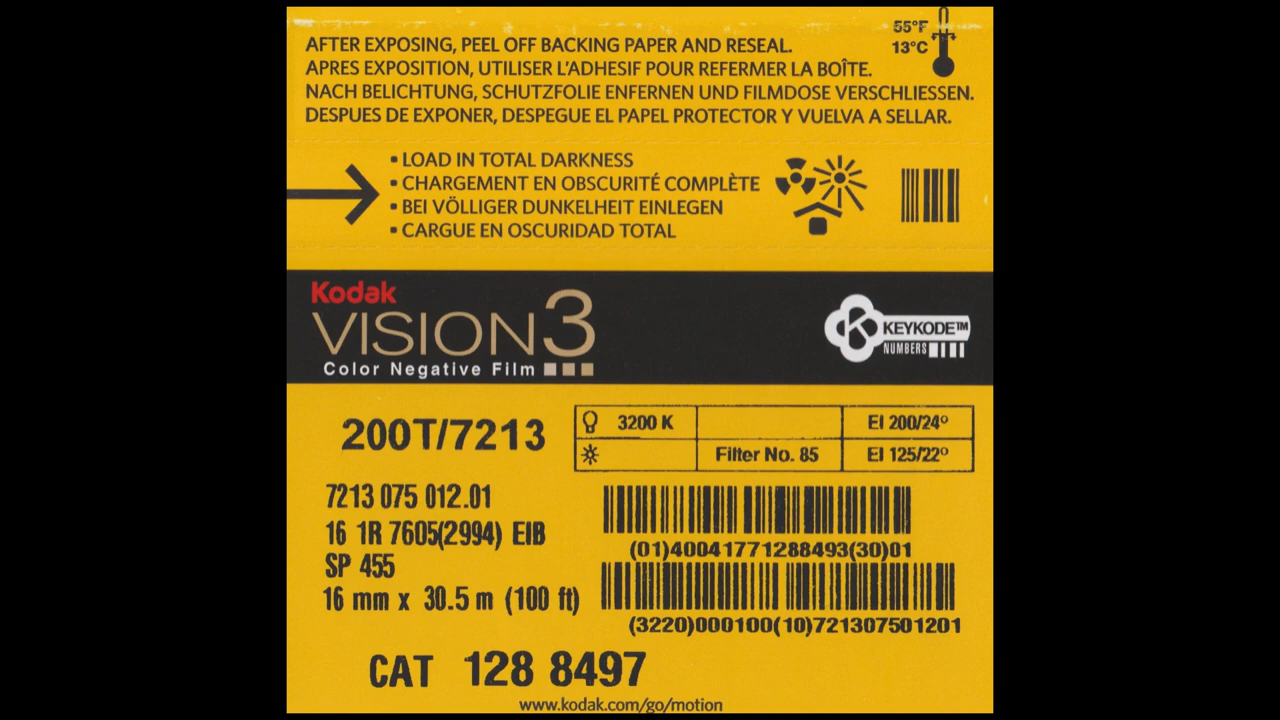 55°F
13°C
AFTER EXPOSING, PEEL OFF BACKING PAPER AND RESEAL.
APRES EXPOSITION, UTILISER L'ADHESIF POUR REFERMER LA BOÎTE.
NACH BELICHTUNG, SCHUTZFOLIE ENFERNEN UND FILMDOSE VERSCHLIESSEN.
DESPUES DE EXPONER, DESPEGUE EL PAPEL PROTECTOR Y VUELVA A SELLAR.
▪ LOAD IN TOTAL DARKNESS
▪ CHARGEMENT EN OBSCURITÉ COMPLÈTE
▪ BEI VÖLLIGER DUNKELHEIT EINLEGEN
▪ CARGUE EN OSCURIDAD TOTAL
Kodak
VISION3
Color Negative Film
K KEYKODE™
NUMBERS
200T/7213
3200 K EI 200/24º
Filter No. 85 EI 125/22º
7213 075 012.01
16 1R 7605(2994) EIB
SP 455
16 mm x 30.5 m (100 ft)
(01)40041771288493(30)01
(3220)000100(10)721307501201
CAT 128 8497
www.kodak.com/go/motion